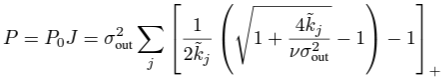 $P = P_0 J = \sigma_{\text{out}}^2 \sum_j \left[ \frac{1}{2\tilde{k}_j} \left( \sqrt{1 + \frac{4\tilde{k}_j}{\nu \sigma_{\text{out}}^2}} - 1 \right) - 1 \right]_+$